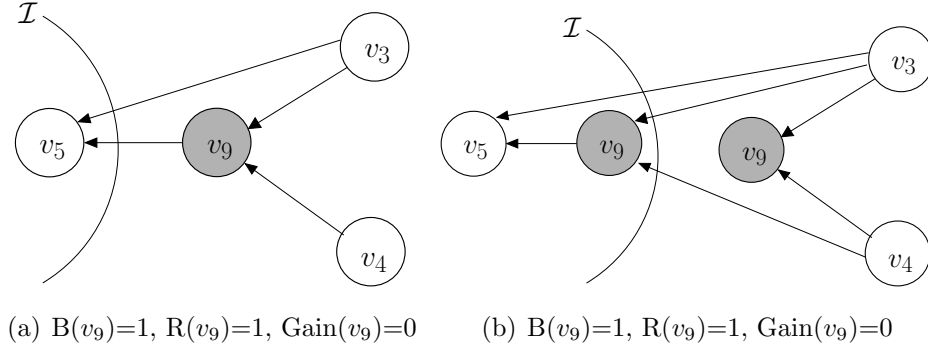 ℐ
v₃
v₅
v₉
v₄
(a) B(v₉)=1, R(v₉)=1, Gain(v₉)=0
ℐ
v₃
v₅
v₉
v₉
v₄
(b) B(v₉)=1, R(v₉)=1, Gain(v₉)=0